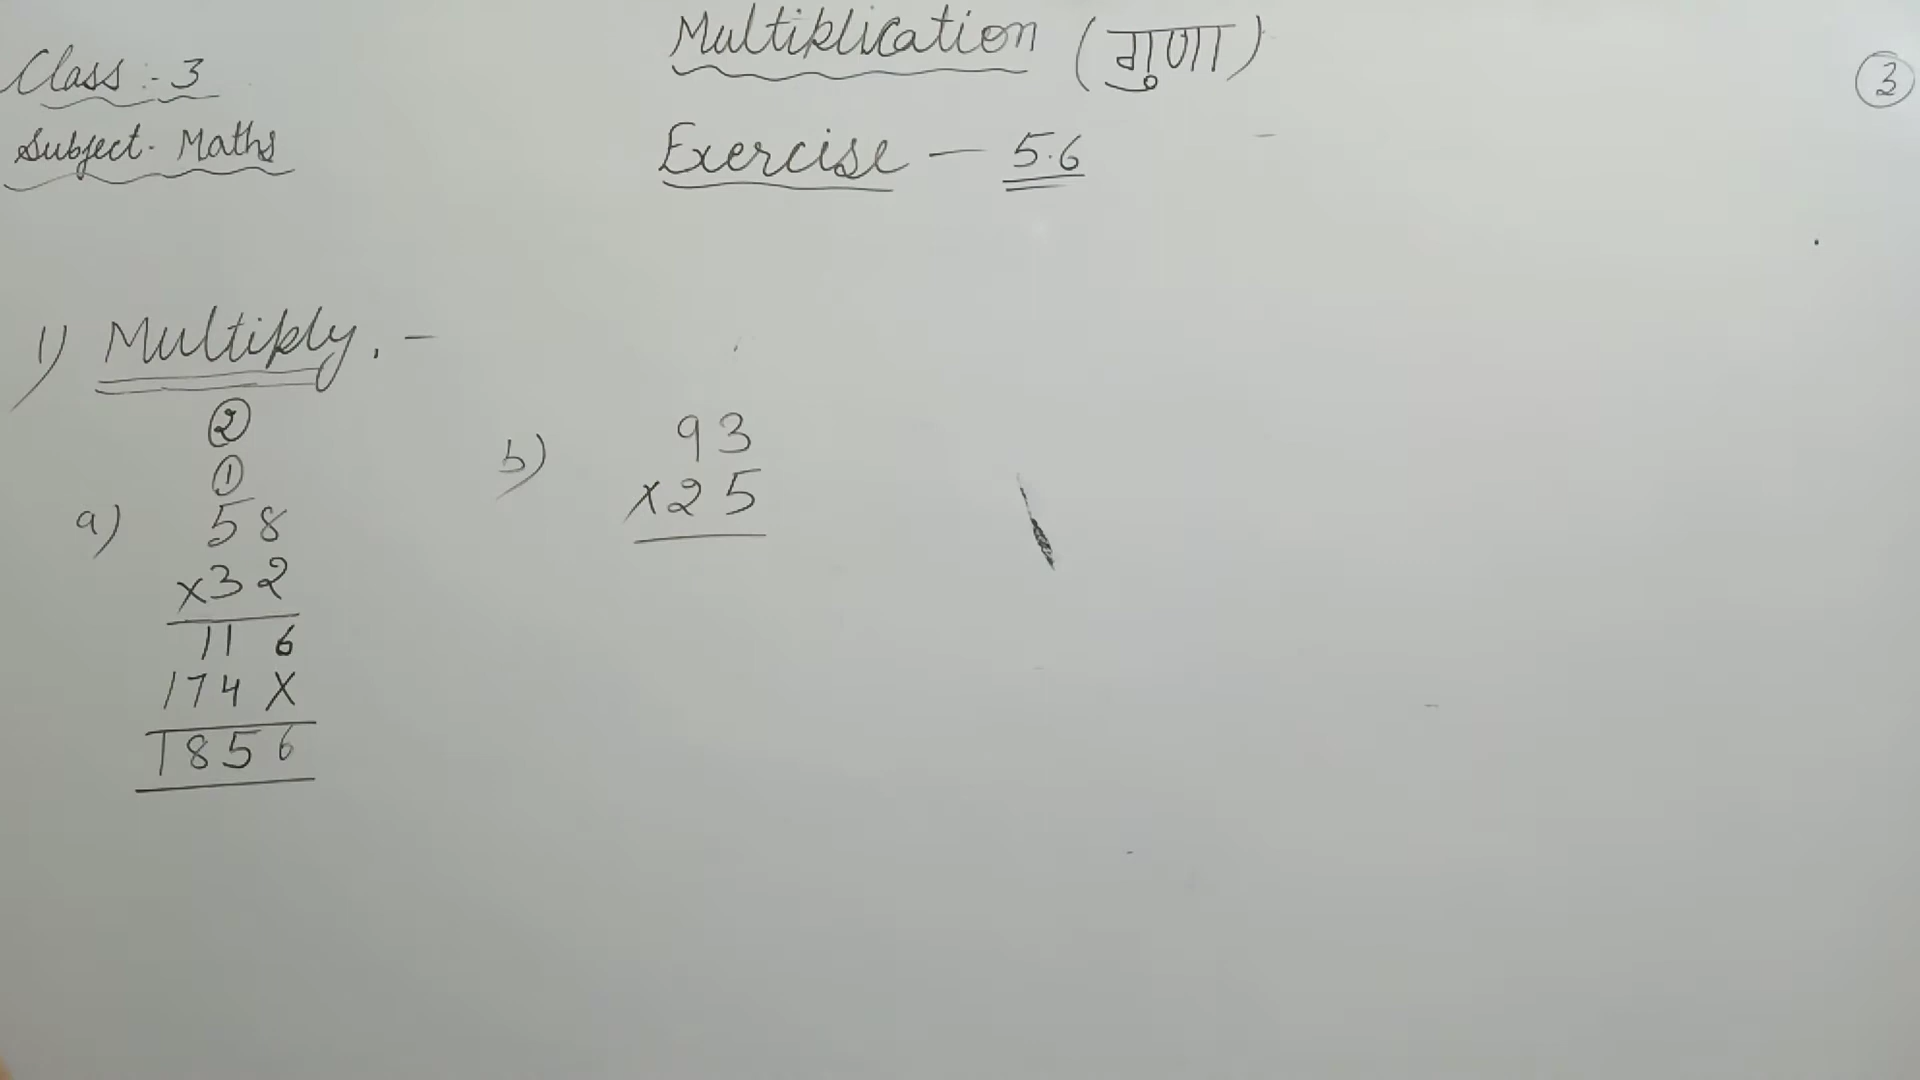 Multiplication (गुणा)
Class :- 3
3
Subject. Maths
Exercise - 5.6
1) Multiply. -
2
1
a) 58
x32
116
174X
1856
b) 93
x25